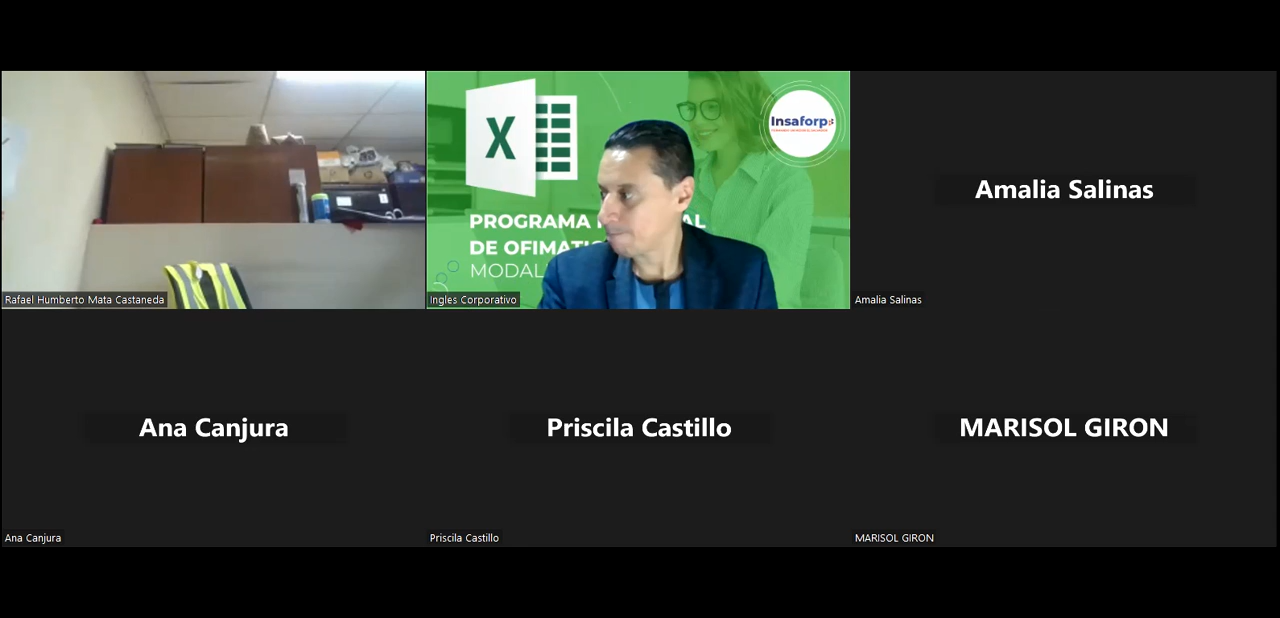 X
Insaforp
PROGRAMA
AL
DE
MODAL
Amalia Salinas
Rafael Humberto Mata Castaneda
Ingles Corporativo
Amalia Salinas
Ana Canjura
Priscila Castillo
MARISOL GIRON
Ana Canjura
Priscila Castillo
MARISOL GIRON